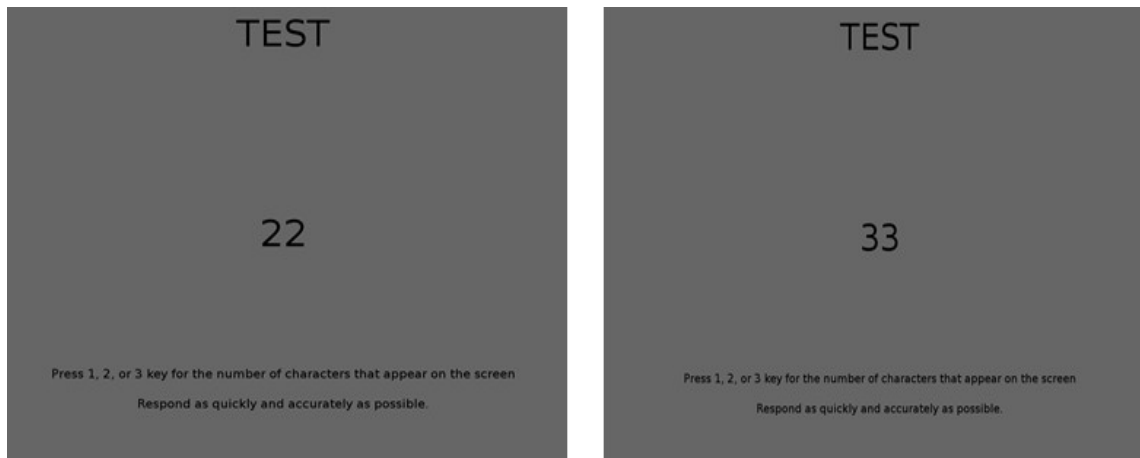 TEST
22
Press 1, 2, or 3 key for the number of characters that appear on the screen
Respond as quickly and accurately as possible.
TEST
33
Press 1, 2, or 3 key for the number of characters that appear on the screen
Respond as quickly and accurately as possible.